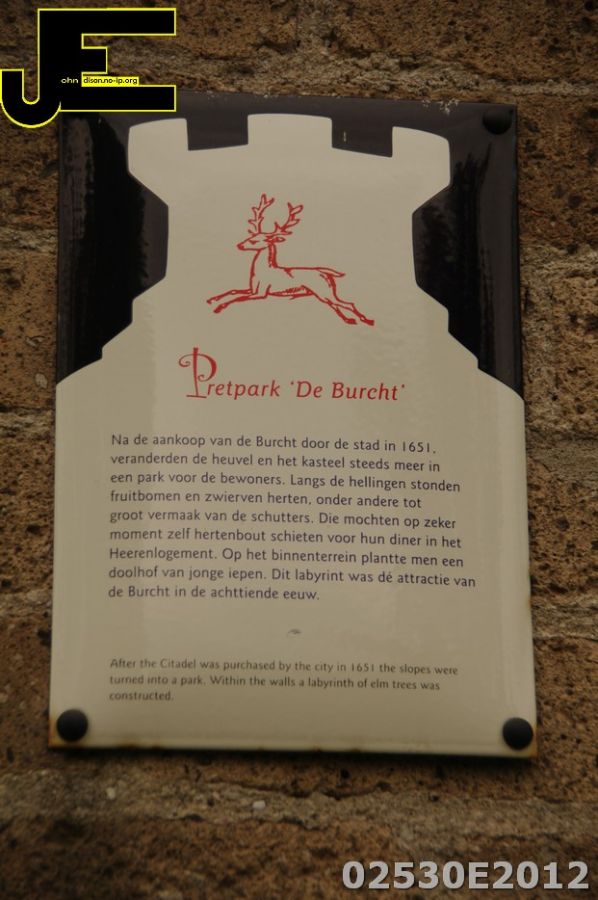 JE
ohn disan.no-ip.org
Pretpark 'De Burcht'
Na de aankoop van de Burcht door de stad in 1651,
veranderden de heuvel en het kasteel steeds meer in
een park voor de bewoners. Langs de hellingen stonden
fruitbomen en zwierven herten, onder andere tot
groot vermaak van de schutters. Die mochten op zeker
moment zelf hertenbout schieten voor hun diner in het
Heerenlogement. Op het binnenterrein plantte men een
doolhof van jonge iepen. Dit labyrint was dé attractie van
de Burcht in de achttiende eeuw.
After the Citadel was purchased by the city in 1651 the slopes were
turned into a park. Within the walls a labyrinth of elm trees was
constructed.
02530E2012